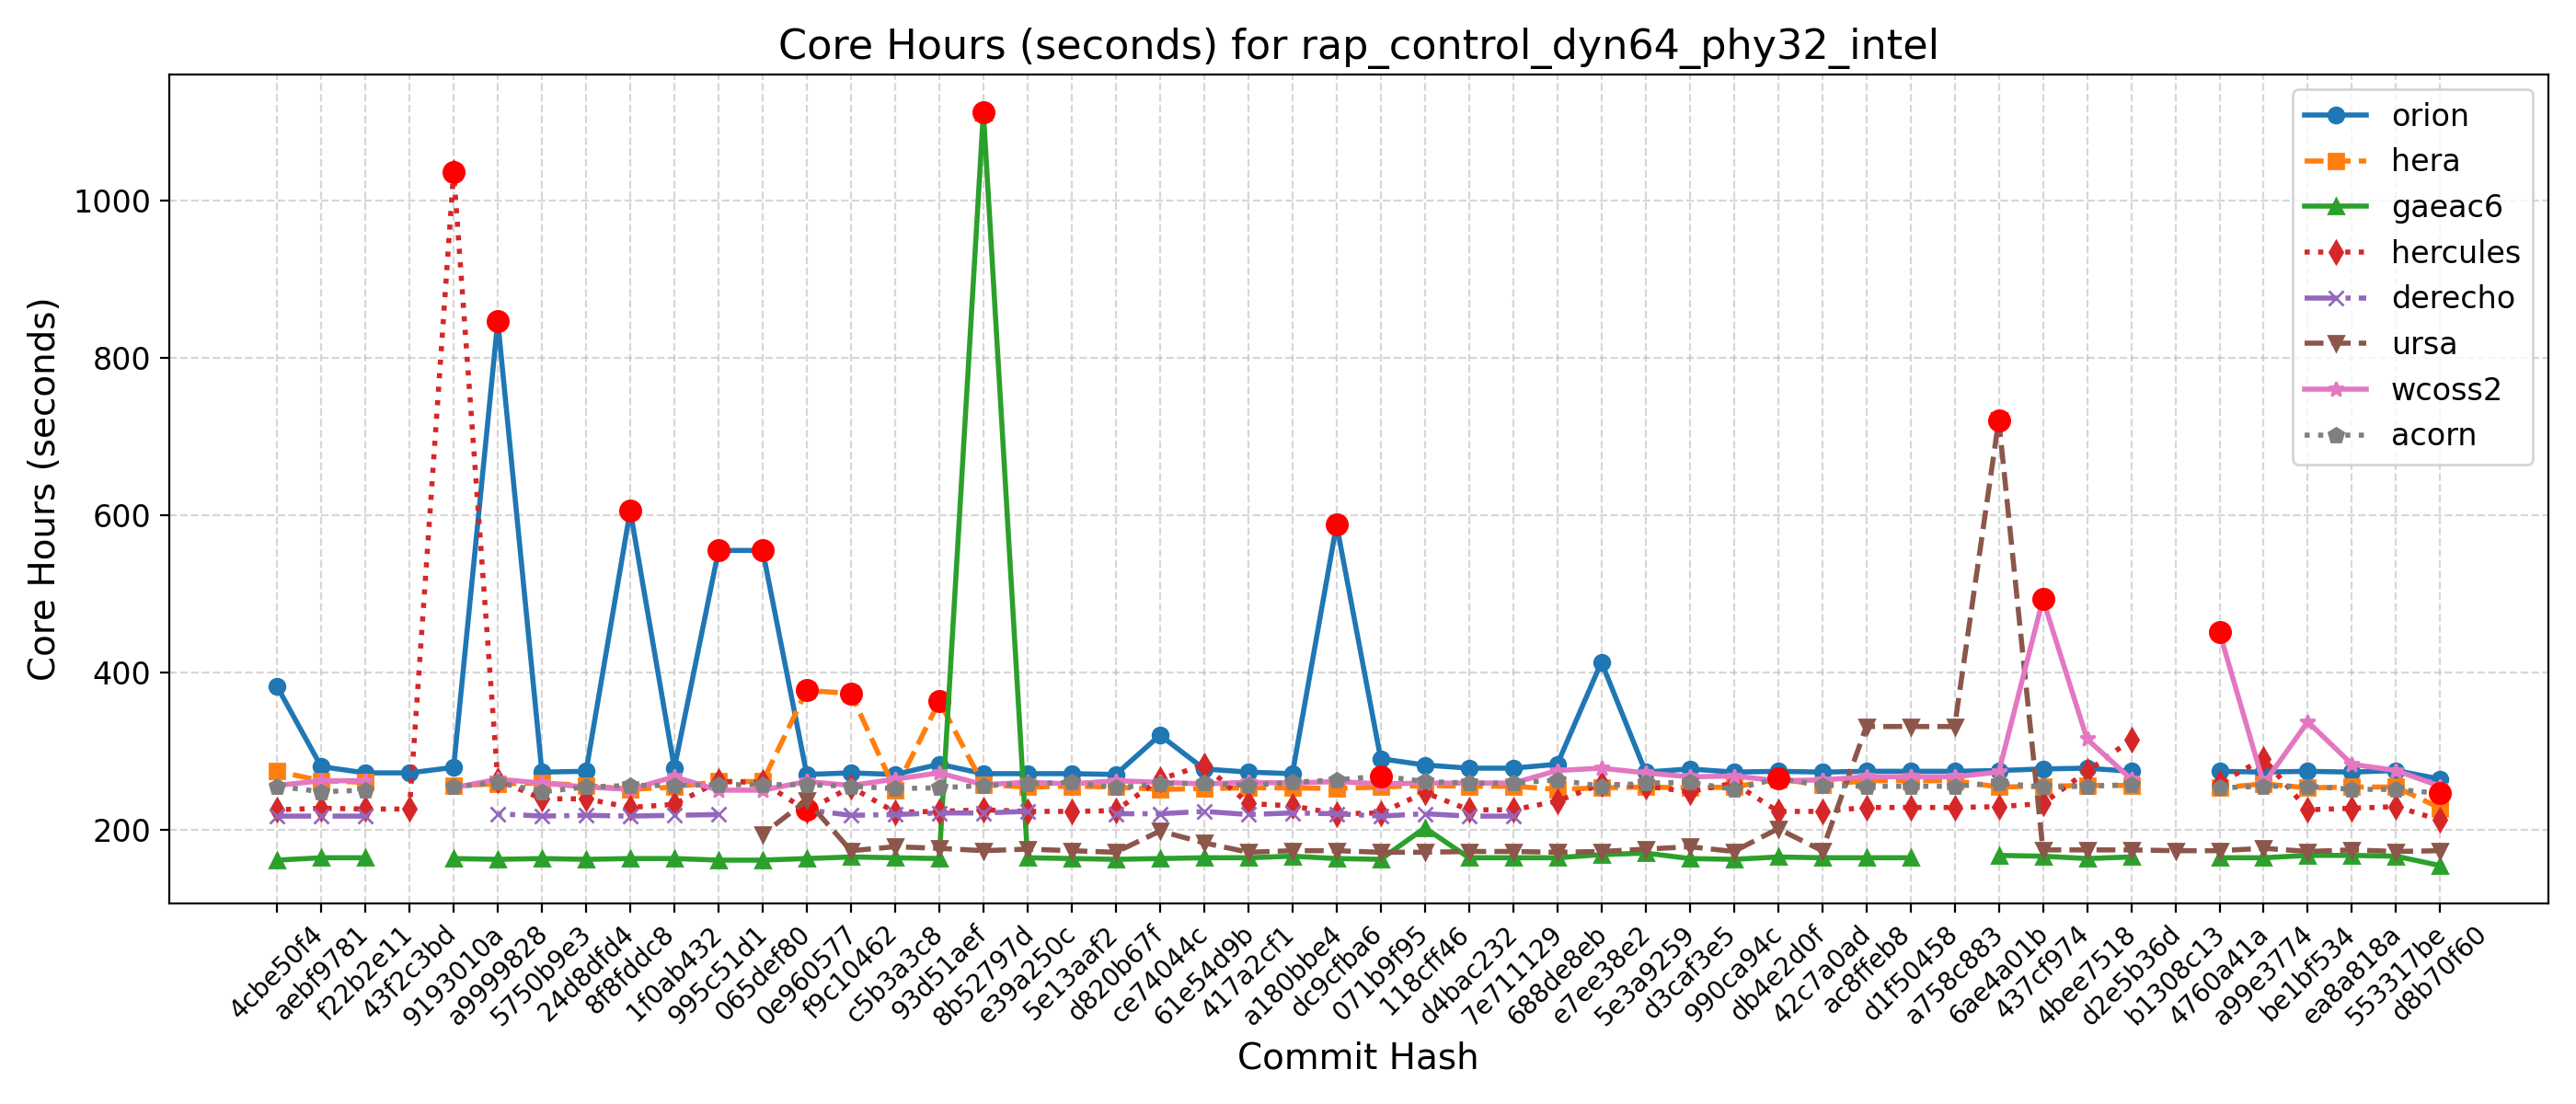 Core Hours (seconds) for rap_control_dyn64_phy32_intel
Core Hours (seconds)
1000
800
600
400
200
orion
hera
gaeac6
hercules
derecho
ursa
wcoss2
acorn
4cbe50f4
aebf9781
f22b2e11
43f2c3bd
9193010a
a9999828
5750b9e3
24d8dfd4
8f8fddc8
1f0ab432
995c51d1
065def80
0e960577
f9c10462
c5b3a3c8
93d51aef
8b52797d
e39a250c
5e13aaf2
d820b67f
ce74044c
61e54d9b
417a2cf1
a180bbe4
dc9cfba6
071b9f95
118cff46
d4bac232
7e711129
688de8eb
e7ee38e2
5e3a9259
d3caf3e5
990ca94c
db4e2d0f
42c7a0ad
ac8ffeb8
d1f50458
a758c883
6ae4a01b
437cf974
4bee7518
d2e5b36d
b1308c13
4760a41a
a99e3774
be1bf534
ea8a818a
553317be
d8b70f60
Commit Hash